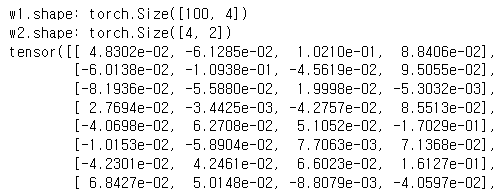 w1.shape: torch.Size([100, 4])
w2.shape: torch.Size([4, 2])
tensor([[ 4.8302e-02, -6.1285e-02,  1.0210e-01,  8.8406e-02],
        [-6.0138e-02, -1.0938e-01, -4.5619e-02,  9.5055e-02],
        [-8.1936e-02, -5.5880e-02,  1.9998e-02, -5.3032e-03],
        [ 2.7694e-02, -3.4425e-03, -4.2757e-02,  8.5513e-02],
        [-4.0698e-02,  6.2708e-02,  5.1052e-02, -1.7029e-01],
        [-1.0153e-02, -5.8904e-02,  7.7063e-03,  7.1368e-02],
        [-4.2301e-02,  4.2461e-02,  6.6023e-02,  1.6127e-01],
        [ 6.8427e-02,  5.0148e-02, -8.8079e-03, -4.0597e-02],